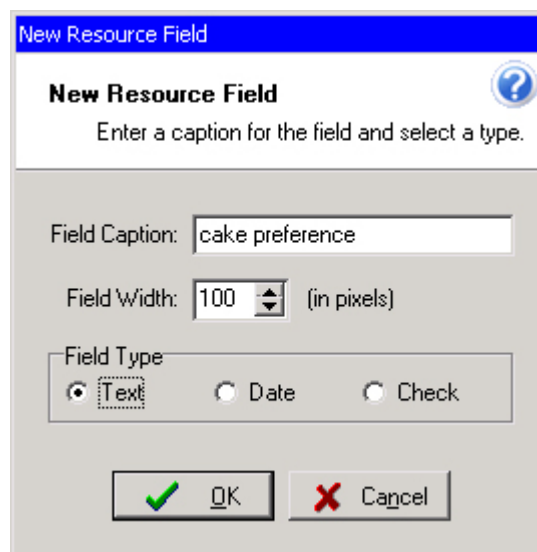 New Resource Field
New Resource Field
Enter a caption for the field and select a type.
Field Caption: cake preference
Field Width: 100 (in pixels)
Field Type
Text Date Check
OK Cancel